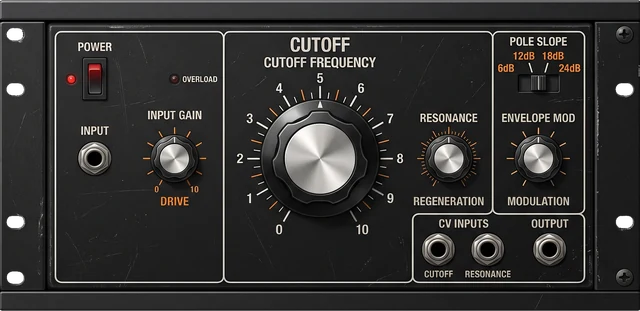 POWER
OVERLOAD
INPUT
INPUT GAIN
0 10
DRIVE
CUTOFF
CUTOFF FREQUENCY
0
1
2
3
4
5
6
7
8
9
10
RESONANCE
REGENERATION
POLE SLOPE
12dB 18dB
6dB 24dB
ENVELOPE MOD
MODULATION
CV INPUTS
CUTOFF
RESONANCE
OUTPUT